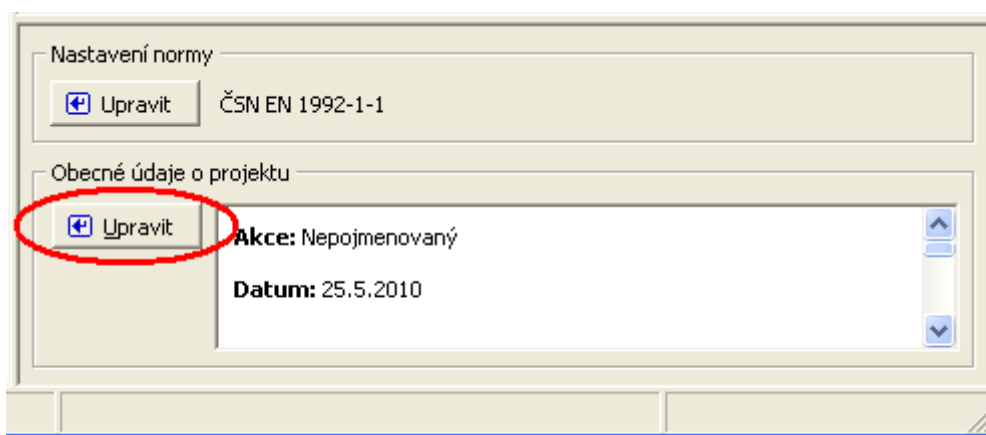 Nastavení normy
Upravit ČSN EN 1992-1-1
Obecné údaje o projektu
Upravit
Akce: Nepojmenovaný
Datum: 25.5.2010